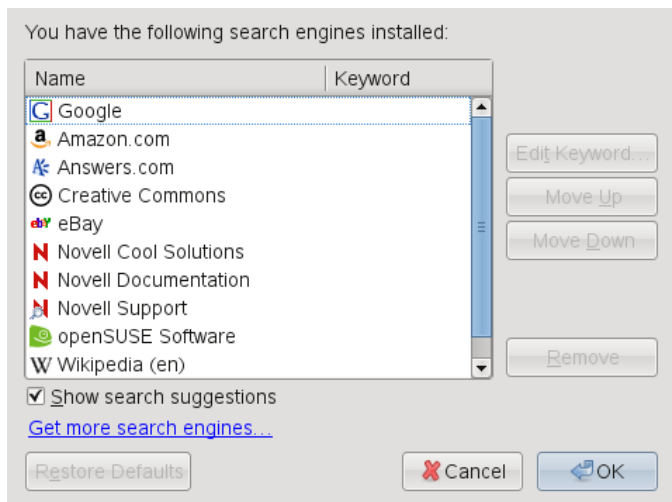 You have the following search engines installed:
Name Keyword
Google
Amazon.com
Answers.com
Creative Commons
eBay
Novell Cool Solutions
Novell Documentation
Novell Support
openSUSE Software
Wikipedia (en)
Edit Keyword...
Move Up
Move Down
Remove
Show search suggestions
Get more search engines...
Restore Defaults
Cancel
OK